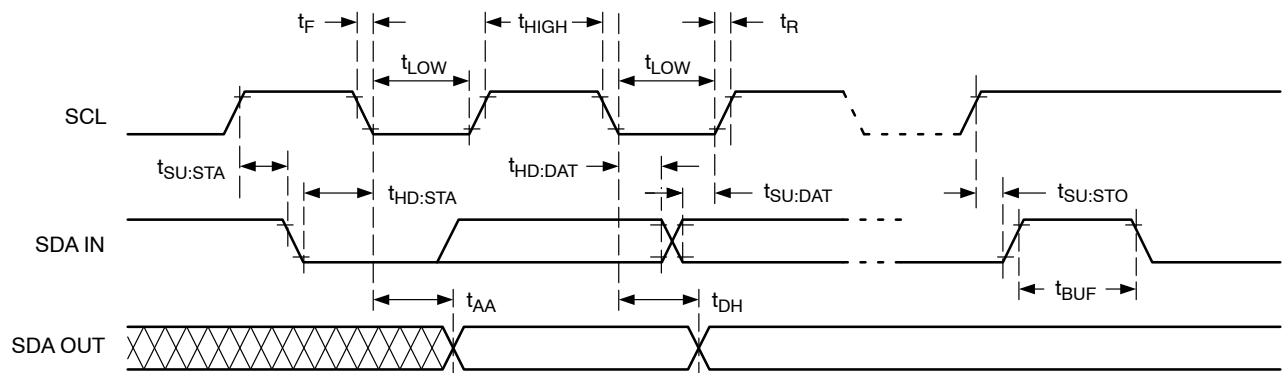 tF
tHIGH
tR
tLOW
tLOW
SCL
tSU:STA
tHD:STA
tHD:DAT
tSU:DAT
tSU:STO
SDA IN
tBUF
tAA
tDH
SDA OUT